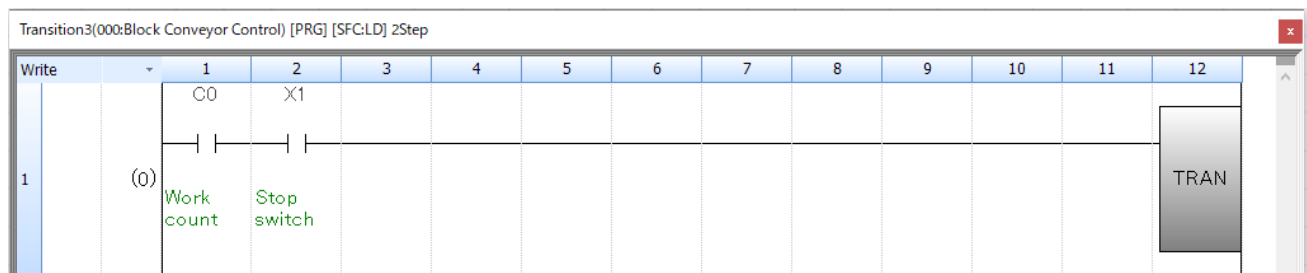 Transition3(000:Block Conveyor Control) [PRG] [SFC:LD] 2Step
x
Write 1 2 3 4 5 6 7 8 9 10 11 12
C0 X1
1 (0) TRAN
Work Stop
count switch